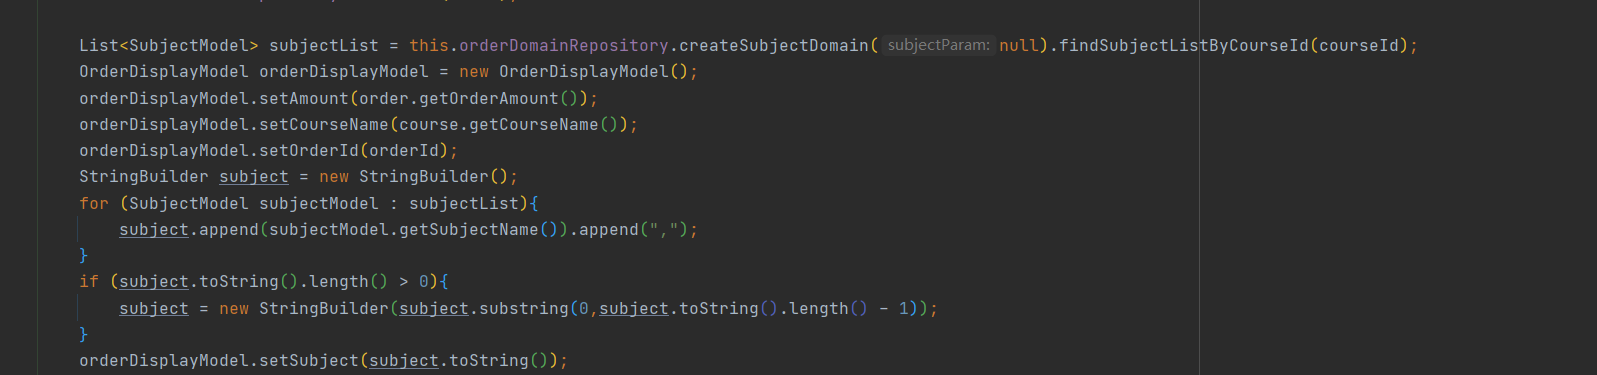 List<SubjectModel> subjectList = this.orderDomainRepository.createSubjectDomain( subjectParam: null).findSubjectListByCourseId(courseId);
OrderDisplayModel orderDisplayModel = new OrderDisplayModel();
orderDisplayModel.setAmount(order.getOrderAmount());
orderDisplayModel.setCourseName(course.getCourseName());
orderDisplayModel.setOrderId(orderId);
StringBuilder subject = new StringBuilder();
for (SubjectModel subjectModel : subjectList){
    subject.append(subjectModel.getSubjectName()).append(",");
}
if (subject.toString().length() > 0){
    subject = new StringBuilder(subject.substring(0,subject.toString().length() - 1));
}
orderDisplayModel.setSubject(subject.toString());